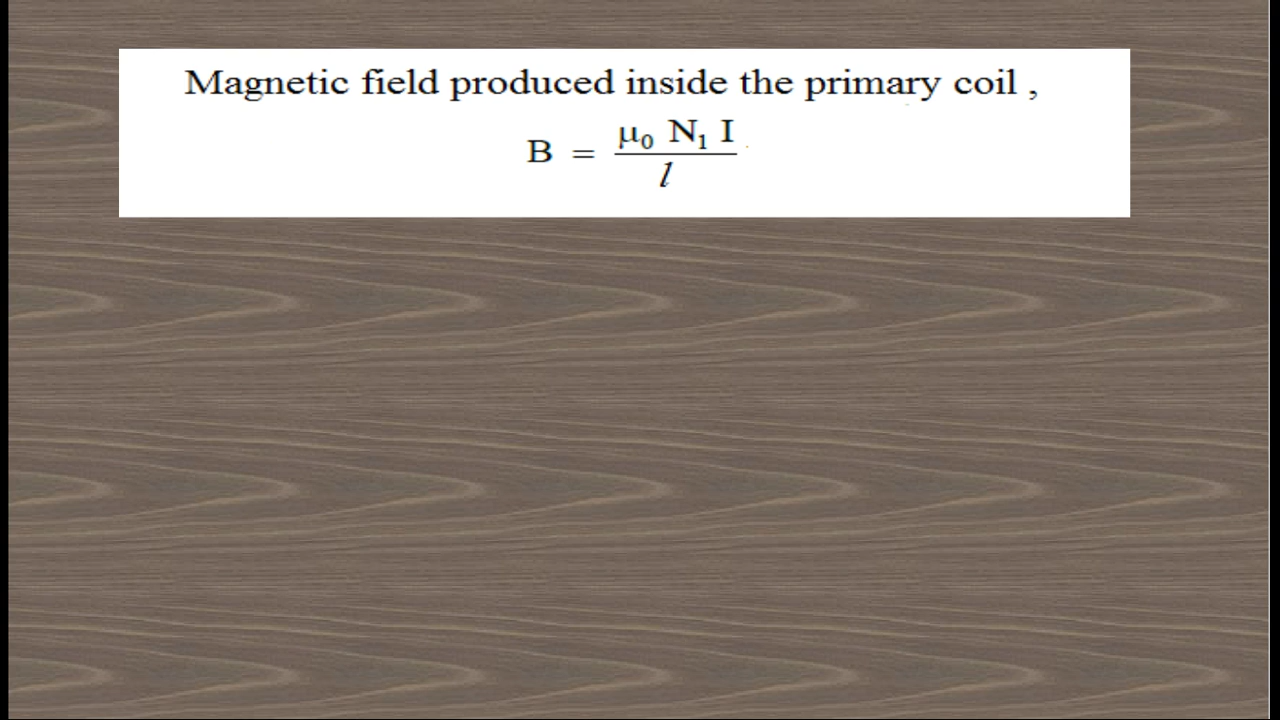 Magnetic field produced inside the primary coil ,
B = μ₀ N₁ I / l